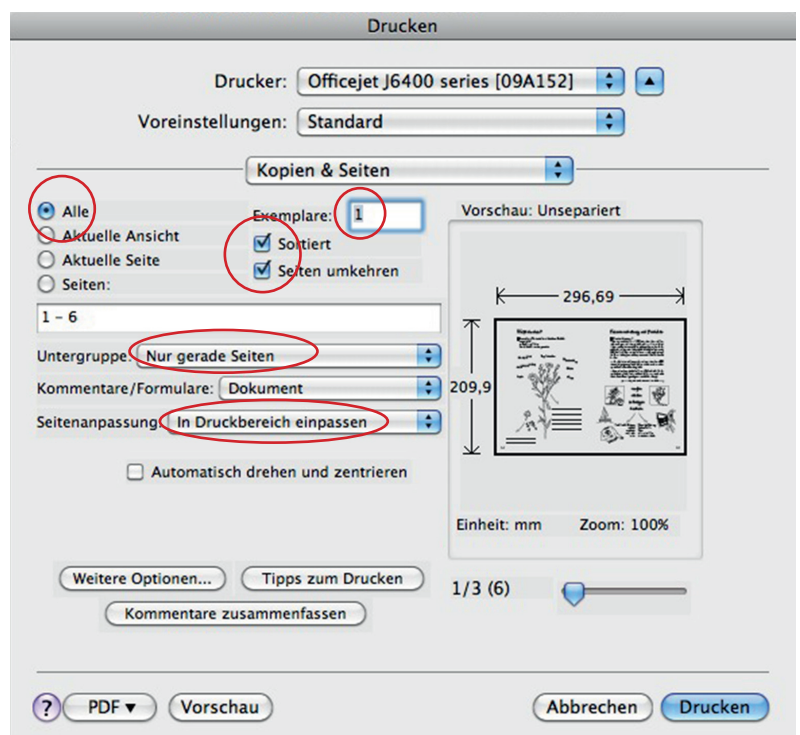 Drucken
Drucker: Officejet J6400 series [09A152]
Voreinstellungen: Standard
Kopien & Seiten
Alle
Aktuelle Ansicht
Aktuelle Seite
Seiten:
Exemplare: 1
Sortiert
Seiten umkehren
1 – 6
Untergruppe: Nur gerade Seiten
Kommentare/Formulare: Dokument
Seitenanpassung: In Druckbereich einpassen
Automatisch drehen und zentrieren
Weitere Optionen... Tipps zum Drucken
Kommentare zusammenfassen
Vorschau: Unsepariert
296,69
209,9
Einheit: mm Zoom: 100%
1/3 (6)
? PDF ▼ Vorschau Abbrechen Drucken